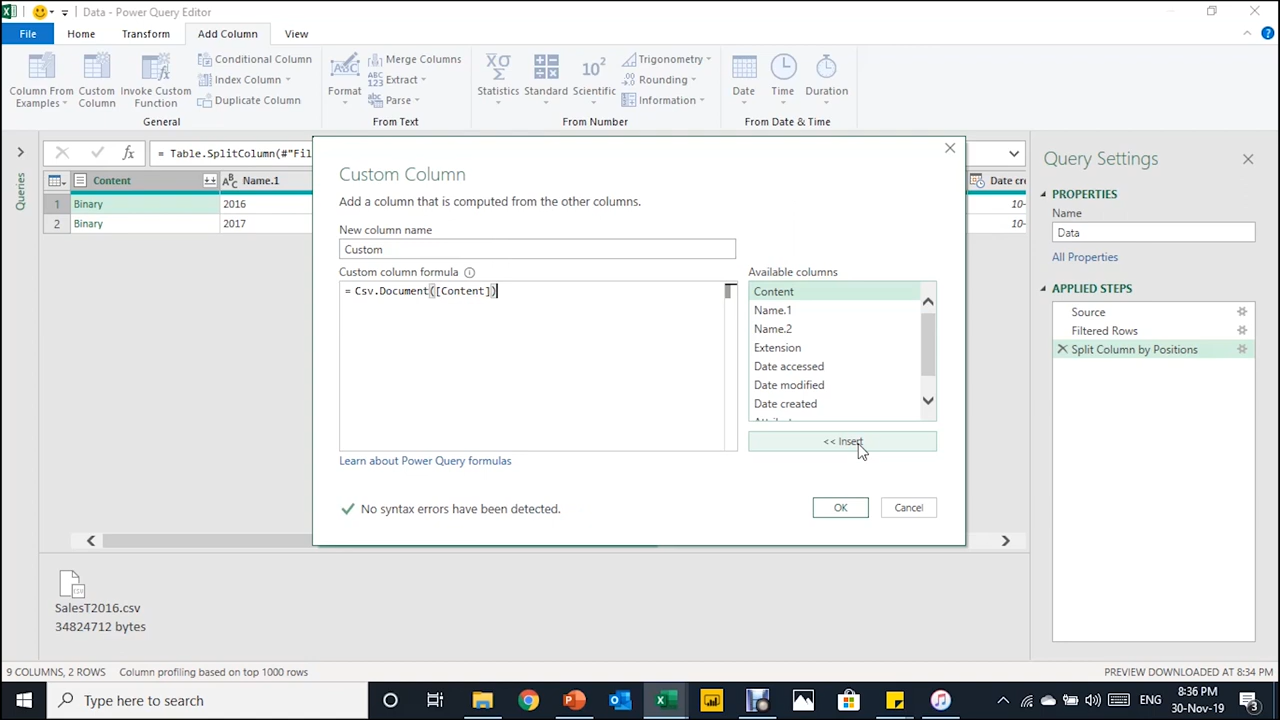 Data - Power Query Editor
File Home Transform Add Column View
Column From Examples
Custom Column
Invoke Custom Function
Conditional Column
Index Column
Duplicate Column
General
Format
Merge Columns
Extract
Parse
From Text
Statistics
Standard
Scientific
Trigonometry
Rounding
Information
From Number
Date
Time
Duration
From Date & Time
= Table.SplitColumn(#"Fil
Queries
Content
Name.1
Date cre
1 Binary 2016 10-
2 Binary 2017 10-
Custom Column
Add a column that is computed from the other columns.
New column name
Custom
Custom column formula
= Csv.Document([Content])
Available columns
Content
Name.1
Name.2
Extension
Date accessed
Date modified
Date created
<< Insert
Learn about Power Query formulas
No syntax errors have been detected.
OK Cancel
Query Settings
PROPERTIES
Name
Data
All Properties
APPLIED STEPS
Source
Filtered Rows
Split Column by Positions
SalesT2016.csv
34824712 bytes
9 COLUMNS, 2 ROWS Column profiling based on top 1000 rows
PREVIEW DOWNLOADED AT 8:34 PM
Type here to search
ENG
8:36 PM
30-Nov-19
3